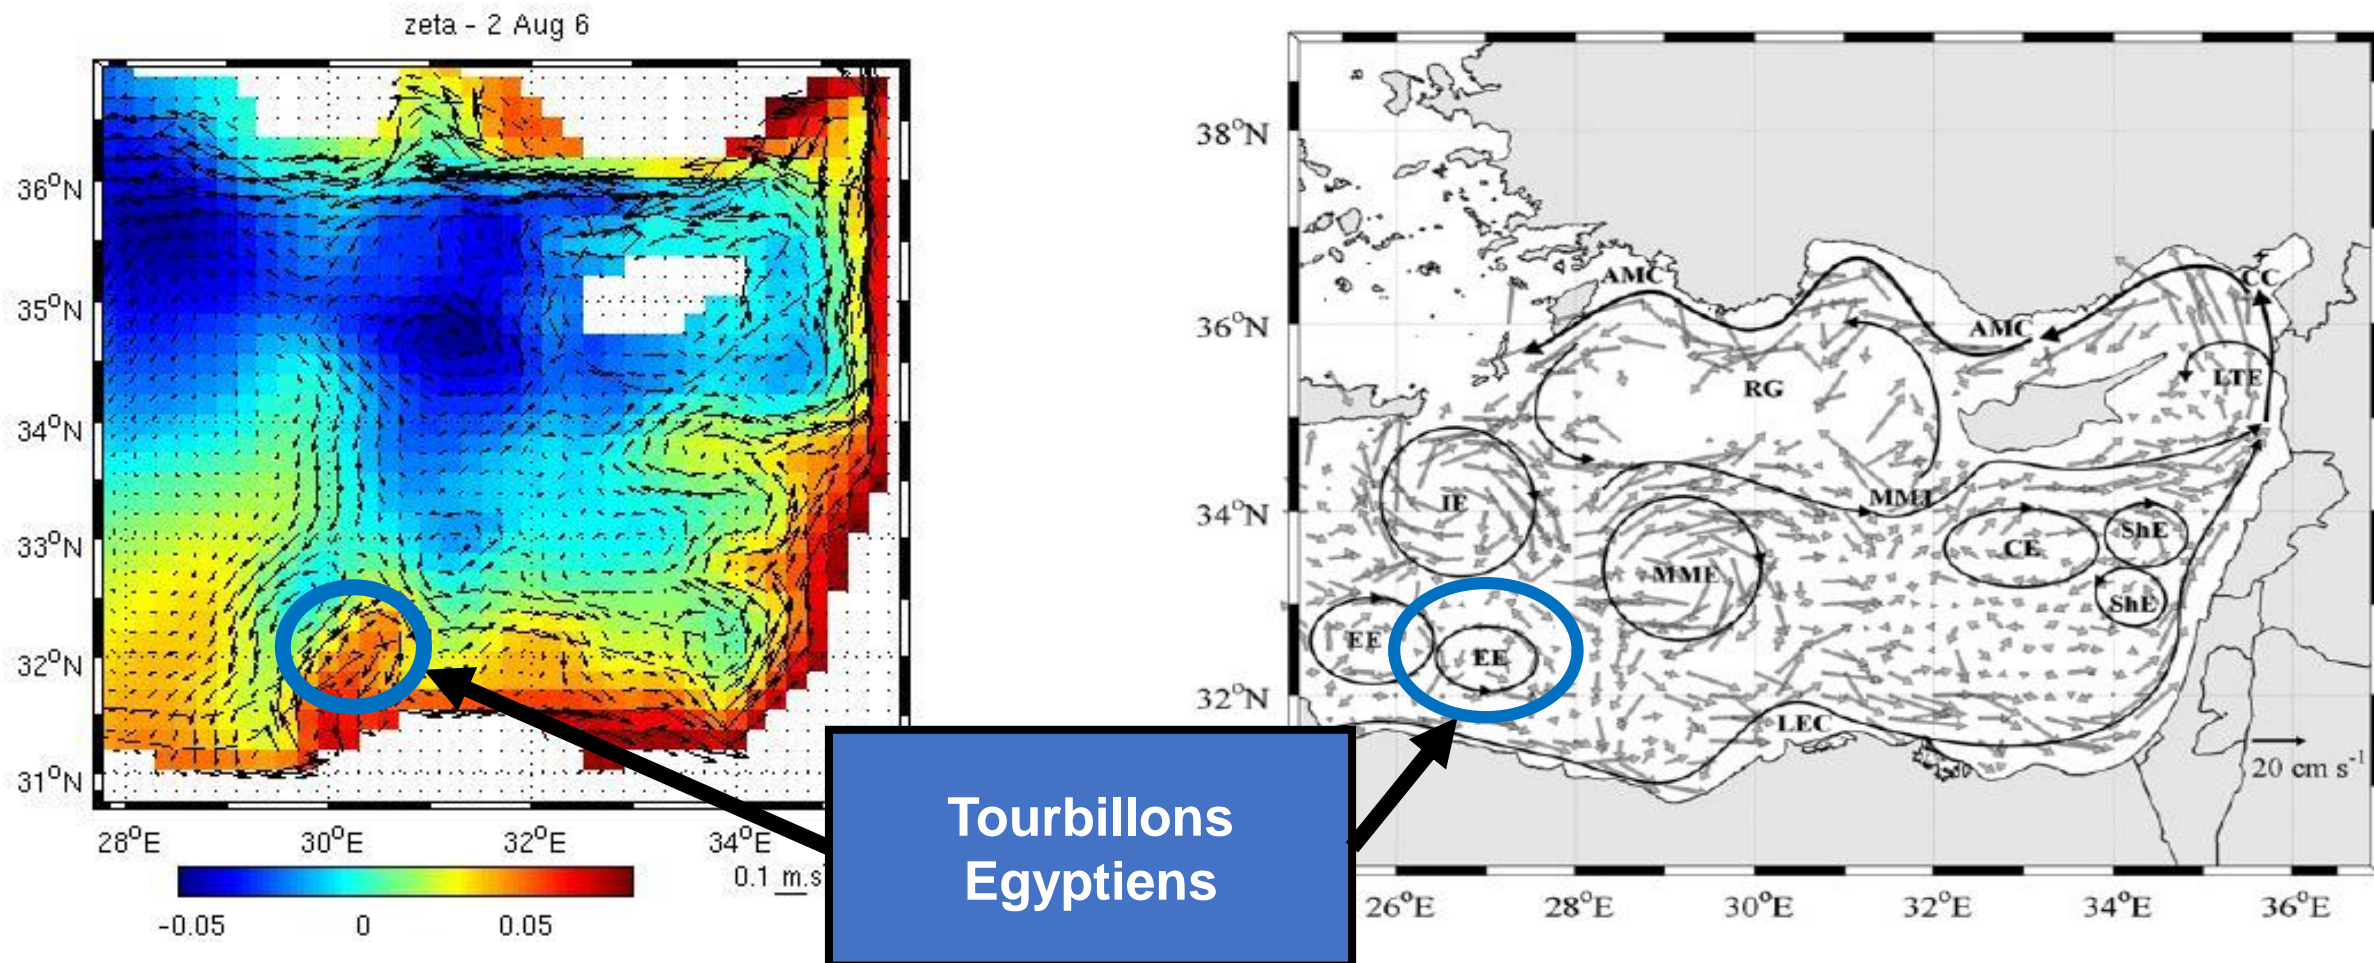 zeta - 2 Aug 6
36°N
35°N
34°N
33°N
32°N
31°N
28°E 30°E 32°E 34°E
-0.05 0 0.05
0.1 m.s
38°N
36°N
34°N
32°N
26°E 28°E 30°E 32°E 34°E 36°E
AMC
CC
AMC
RG
LTE
IE
MME
CE
ShE
ShE
EE
EE
LEC
20 cm s-1
Tourbillons
Egyptiens